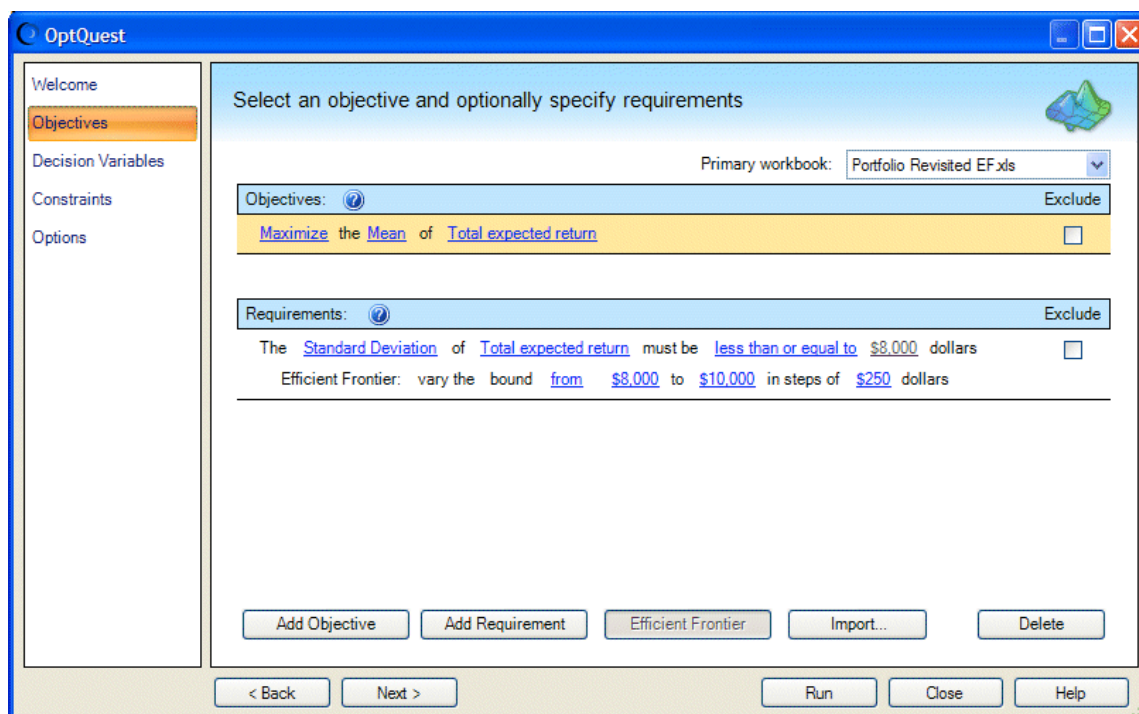 OptQuest
Welcome
Objectives
Decision Variables
Constraints
Options
Select an objective and optionally specify requirements
Primary workbook: Portfolio Revisited EF.xls
Objectives: ? Exclude
Maximize the Mean of Total expected return
Requirements: ? Exclude
The Standard Deviation of Total expected return must be less than or equal to $8,000 dollars
Efficient Frontier: vary the bound from $8,000 to $10,000 in steps of $250 dollars
Add Objective Add Requirement Efficient Frontier Import... Delete
< Back Next > Run Close Help